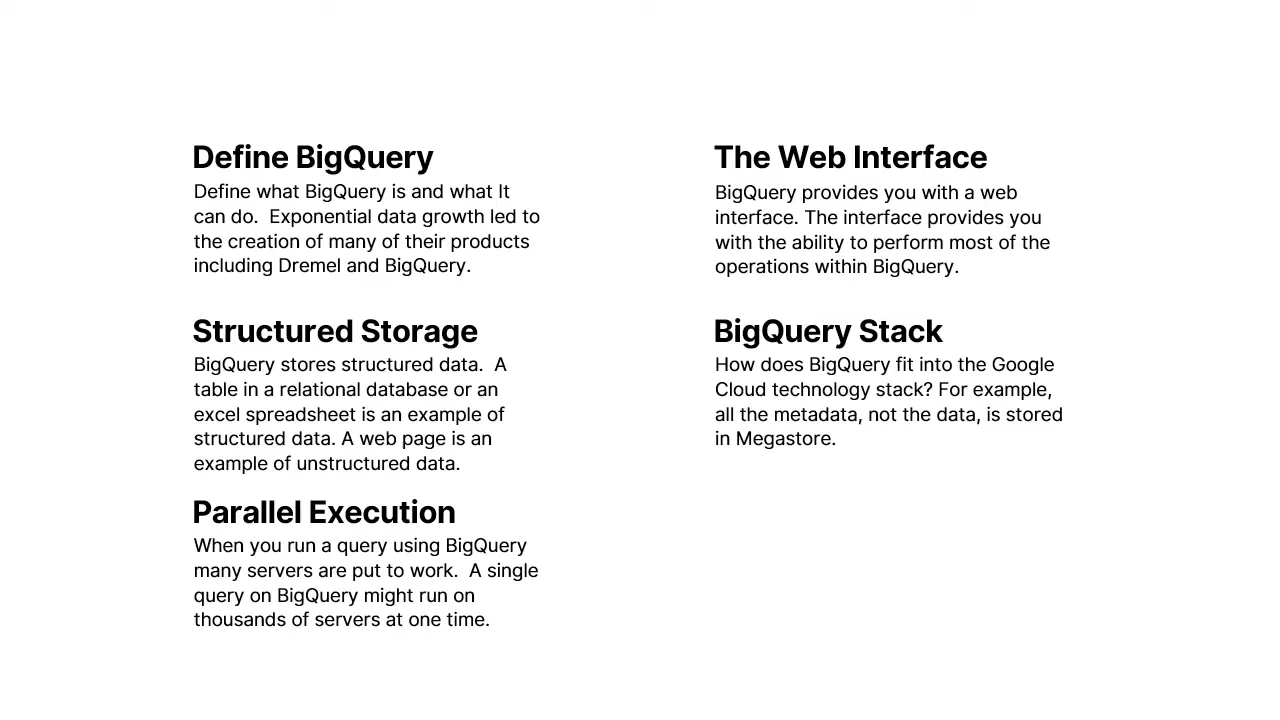 Define BigQuery
Define what BigQuery is and what It
can do.  Exponential data growth led to
the creation of many of their products
including Dremel and BigQuery.
Structured Storage
BigQuery stores structured data.  A
table in a relational database or an
excel spreadsheet is an example of
structured data. A web page is an
example of unstructured data.
Parallel Execution
When you run a query using BigQuery
many servers are put to work.  A single
query on BigQuery might run on
thousands of servers at one time.
The Web Interface
BigQuery provides you with a web
interface. The interface provides you
with the ability to perform most of the
operations within BigQuery.
BigQuery Stack
How does BigQuery fit into the Google
Cloud technology stack? For example,
all the metadata, not the data, is stored
in Megastore.